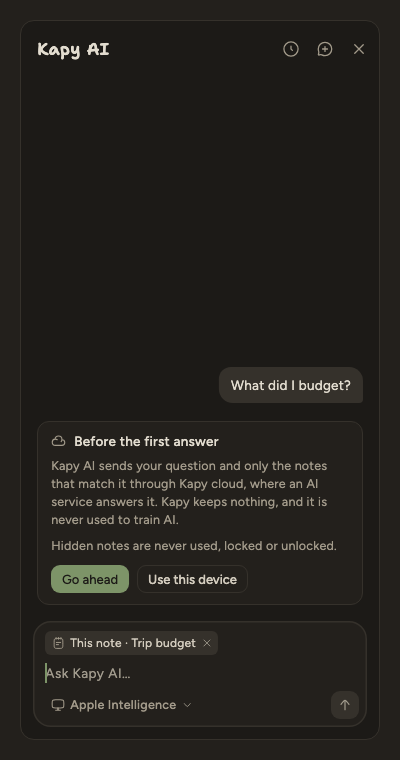 Kapy AI
What did I budget?
Before the first answer
Kapy AI sends your question and only the notes
that match it through Kapy cloud, where an AI
service answers it. Kapy keeps nothing, and it is
never used to train AI.
Hidden notes are never used, locked or unlocked.
Go ahead
Use this device
This note · Trip budget
Ask Kapy AI...
Apple Intelligence